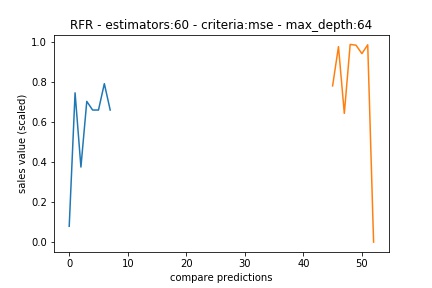 RFR - estimators:60 - criteria:mse - max_depth:64
1.0
0.8
0.6
0.4
0.2
0.0
sales value (scaled)
0 10 20 30 40 50
compare predictions